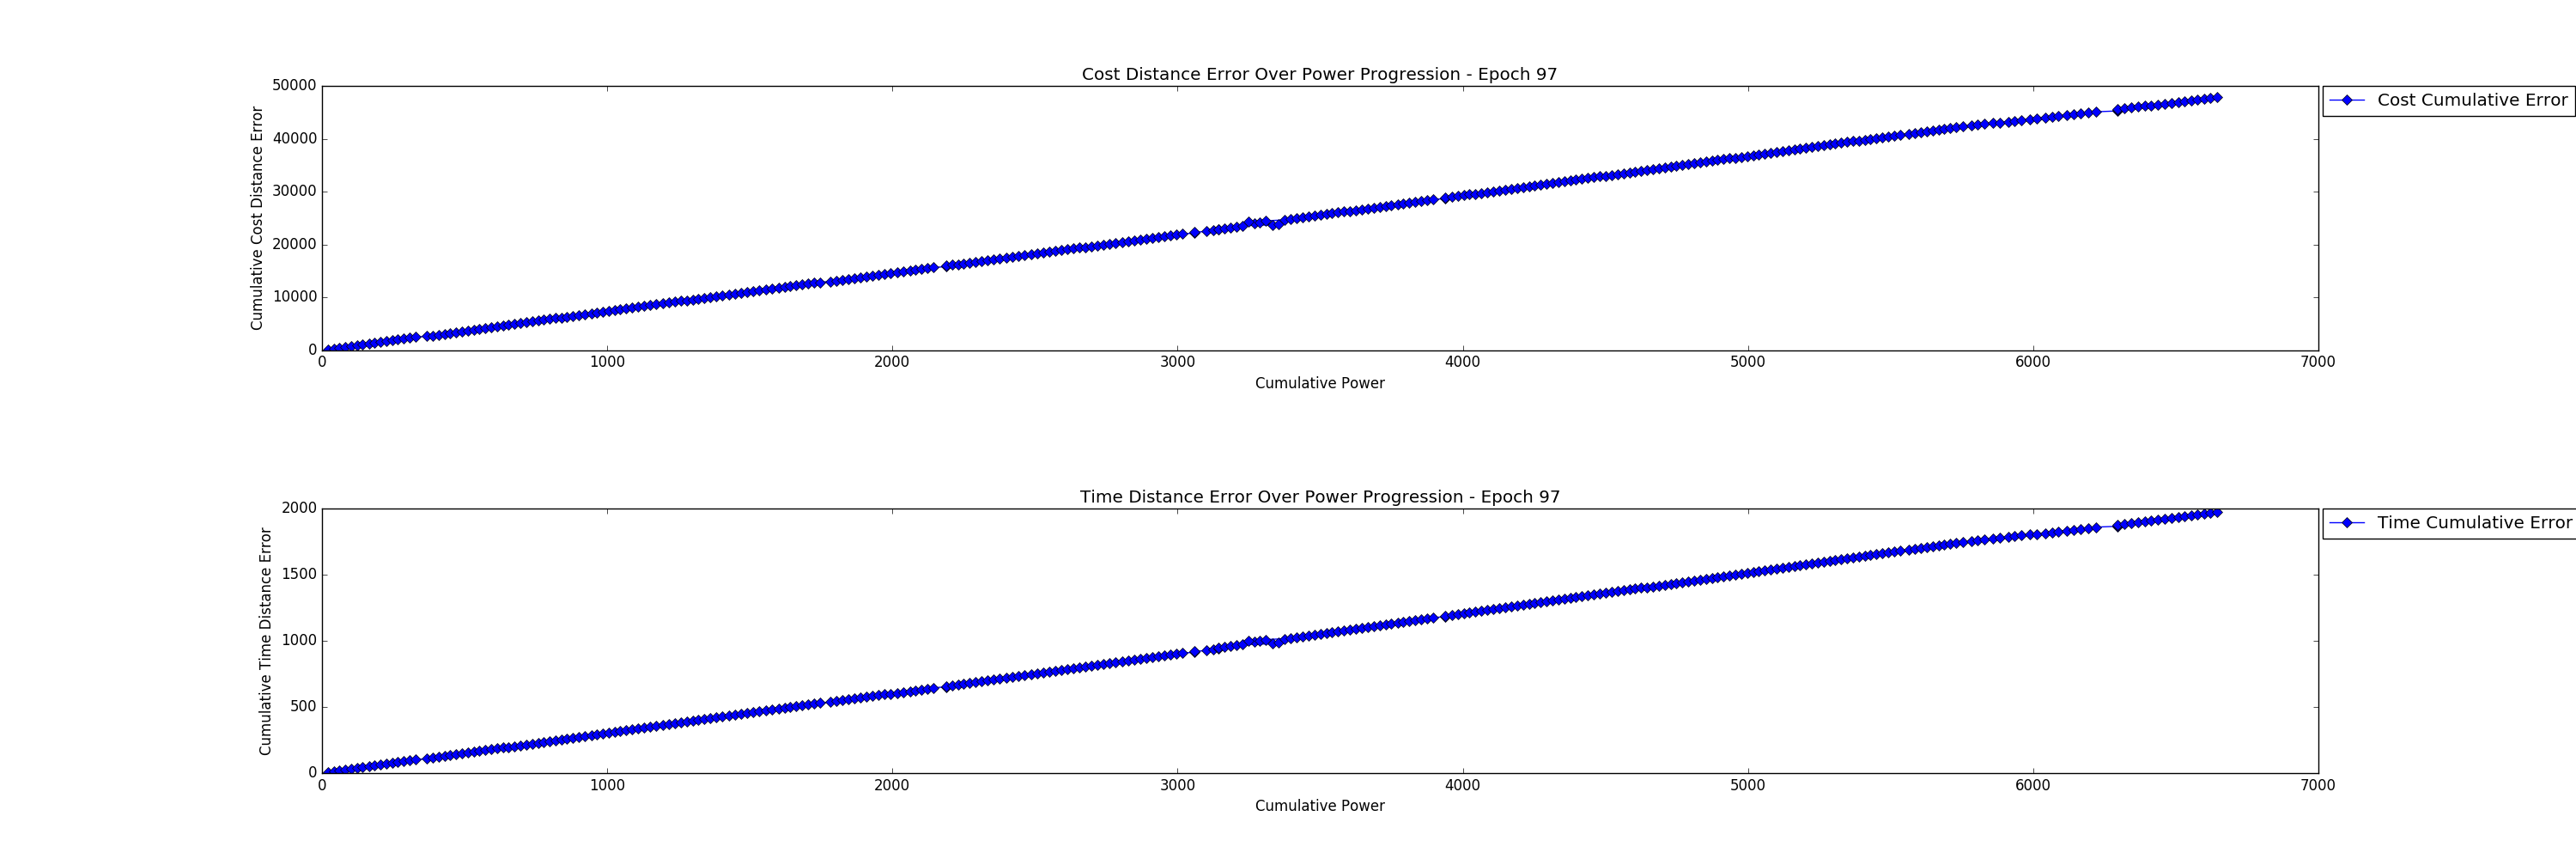 Cost Distance Error Over Power Progression - Epoch 97
50000
40000
30000
20000
10000
0
Cumulative Cost Distance Error
0 1000 2000 3000 4000 5000 6000 7000
Cumulative Power
Cost Cumulative Error
Time Distance Error Over Power Progression - Epoch 97
2000
1500
1000
500
0
Cumulative Time Distance Error
0 1000 2000 3000 4000 5000 6000 7000
Cumulative Power
Time Cumulative Error